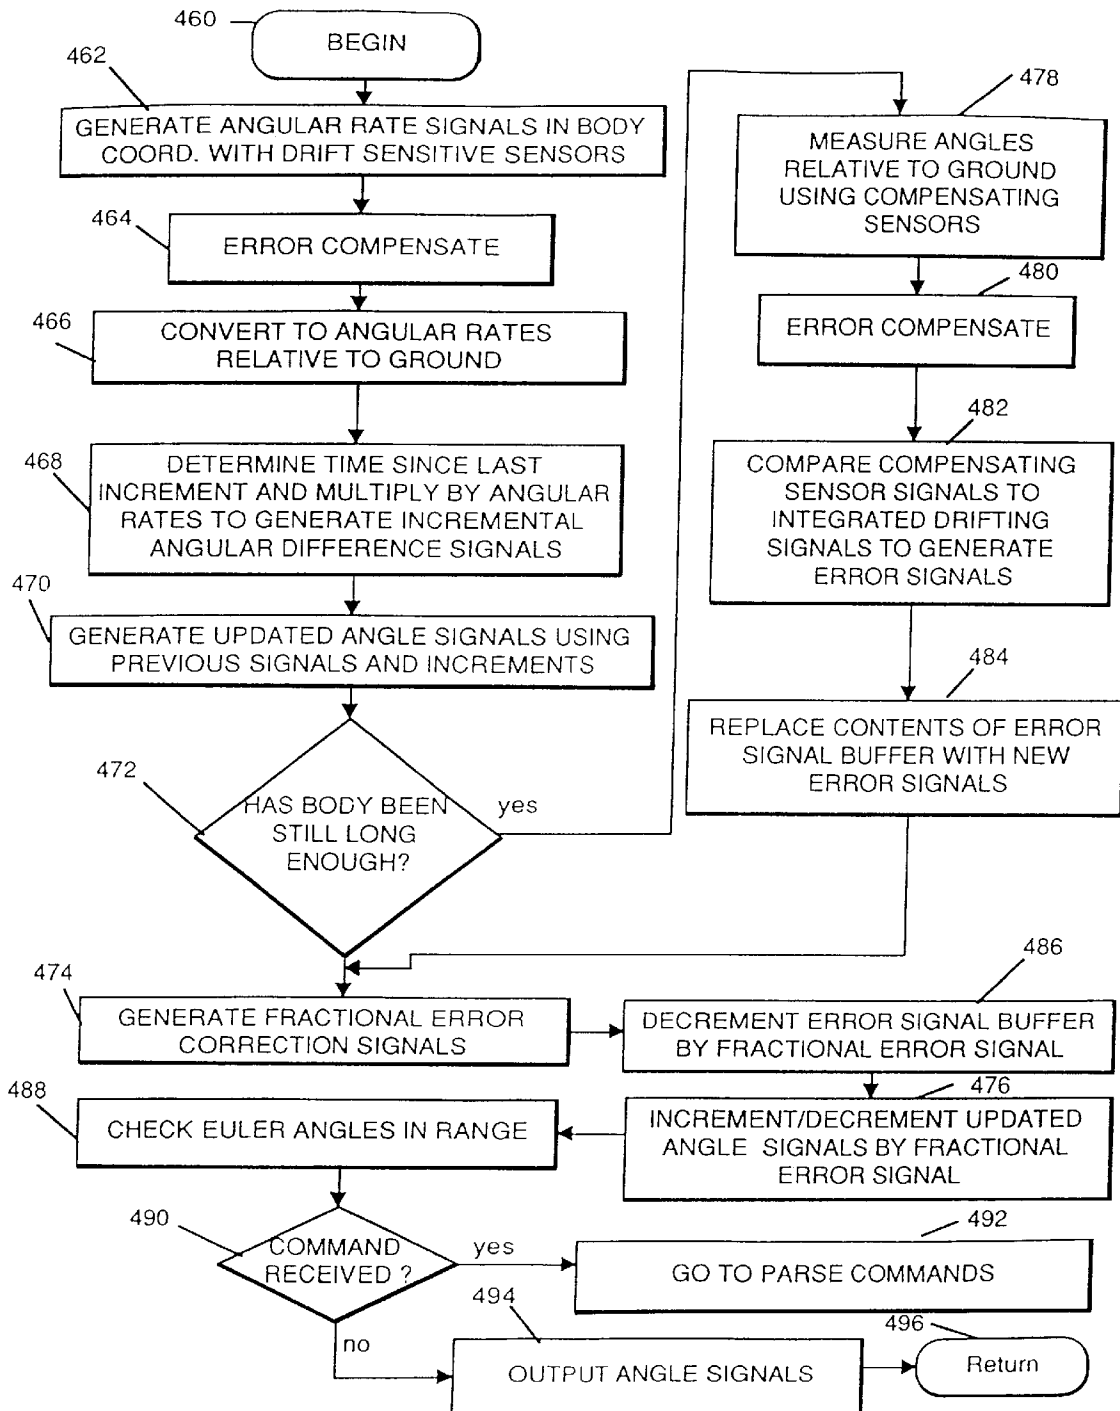 460
BEGIN
462
GENERATE ANGULAR RATE SIGNALS IN BODY
COORD. WITH DRIFT SENSITIVE SENSORS
464
ERROR COMPENSATE
466
CONVERT TO ANGULAR RATES
RELATIVE TO GROUND
468
DETERMINE TIME SINCE LAST
INCREMENT AND MULTIPLY BY ANGULAR
RATES TO GENERATE INCREMENTAL
ANGULAR DIFFERENCE SIGNALS
470
GENERATE UPDATED ANGLE SIGNALS USING
PREVIOUS SIGNALS AND INCREMENTS
472
HAS BODY BEEN
STILL LONG
ENOUGH?
yes
478
MEASURE ANGLES
RELATIVE TO GROUND
USING COMPENSATING
SENSORS
480
ERROR COMPENSATE
482
COMPARE COMPENSATING
SENSOR SIGNALS TO
INTEGRATED DRIFTING
SIGNALS TO GENERATE
ERROR SIGNALS
484
REPLACE CONTENTS OF ERROR
SIGNAL BUFFER WITH NEW
ERROR SIGNALS
474
GENERATE FRACTIONAL ERROR
CORRECTION SIGNALS
486
DECREMENT ERROR SIGNAL BUFFER
BY FRACTIONAL ERROR SIGNAL
476
INCREMENT/DECREMENT UPDATED
ANGLE SIGNALS BY FRACTIONAL
ERROR SIGNAL
488
CHECK EULER ANGLES IN RANGE
490
COMMAND
RECEIVED ?
yes
492
GO TO PARSE COMMANDS
no
494
OUTPUT ANGLE SIGNALS
496
Return